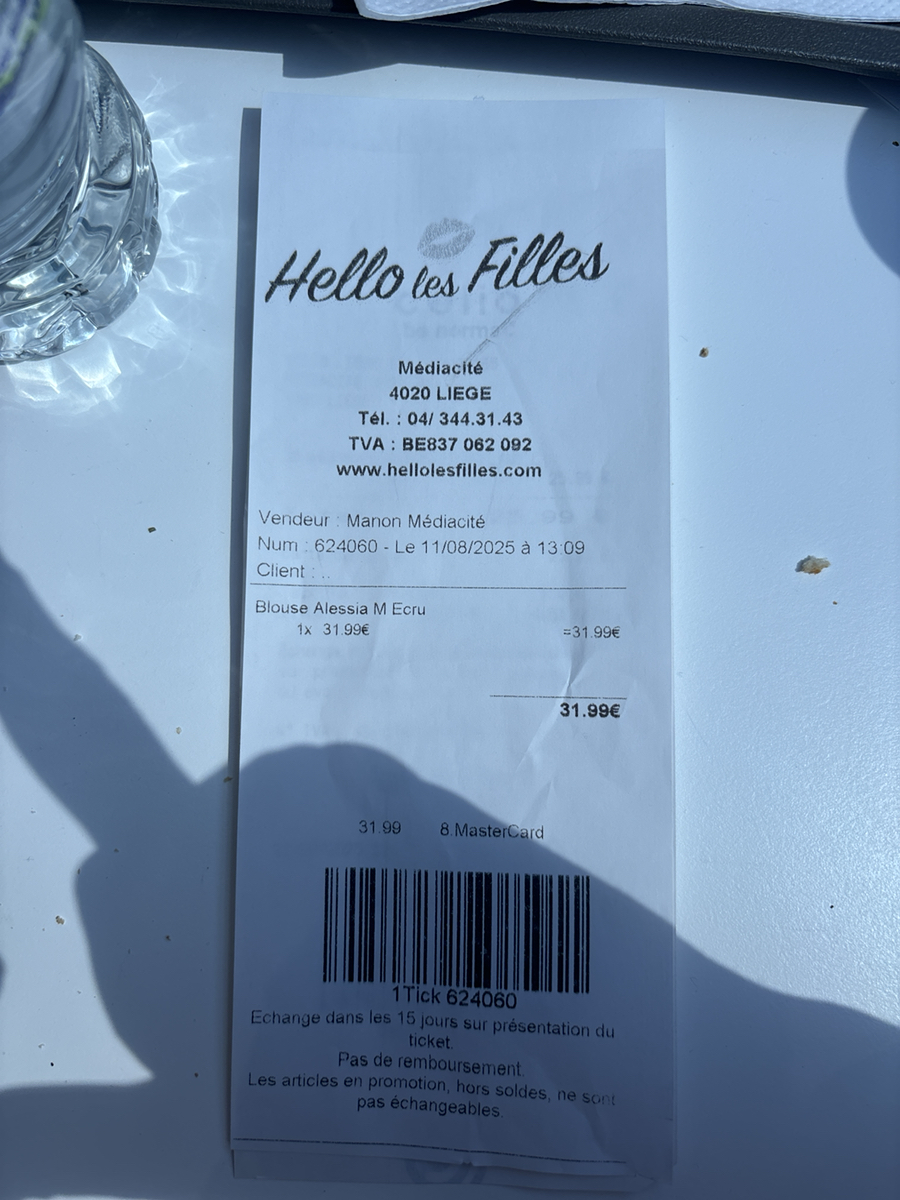 Hello les Filles
Médiacité
4020 LIEGE
Tél. : 04/ 344.31.43
TVA : BE837 062 092
www.hellolesfilles.com
Vendeur : Manon Médiacité
Num : 624060 - Le 11/08/2025 à 13:09
Client : ..
Blouse Alessia M Ecru
1x 31.99€ =31.99€
31.99€
31.99 8.MasterCard
1Tick 624060
Echange dans les 15 jours sur présentation du
ticket.
Pas de remboursement.
Les articles en promotion, hors soldes, ne sont
pas échangeables.